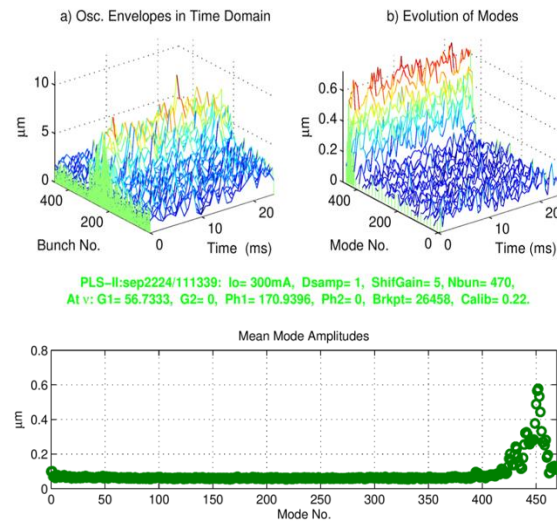 a) Osc. Envelopes in Time Domain
b) Evolution of Modes
10
5
0
µm
400
200
0
Bunch No.
0
10
20
Time (ms)
0.6
0.4
0.2
0
µm
400
200
0
Mode No.
0
10
20
Time (ms)
PLS-II:sep2224/111339: Io= 300mA, Dsamp= 1, ShifGain= 5, Nbun= 470,
At ν: G1= 56.7333, G2= 0, Ph1= 170.9396, Ph2= 0, Brkpt= 26458, Calib= 0.22.
Mean Mode Amplitudes
0.8
0.6
0.4
0.2
0
µm
0 50 100 150 200 250 300 350 400 450
Mode No.